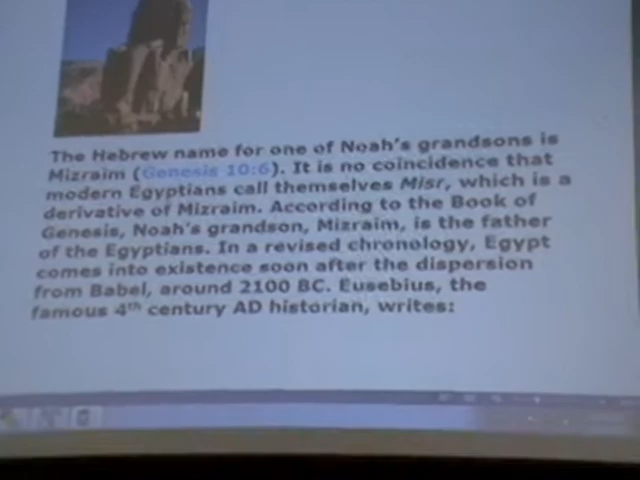 The Hebrew name for one of Noah's grandsons is
Mizraim (Genesis 10:6). It is no coincidence that
modern Egyptians call themselves Misr, which is a
derivative of Mizraim. According to the Book of
Genesis, Noah's grandson, Mizraim, is the father
of the Egyptians. In a revised chronology, Egypt
comes into existence soon after the dispersion
from Babel, around 2100 BC. Eusebius, the
famous 4th century AD historian, writes: